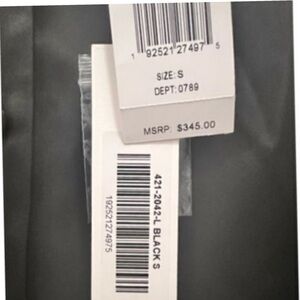 1 92521 27497 5
SIZE: S
DEPT: 0789
MSRP: $345.00
421-2042-L BLACK S
192521274975